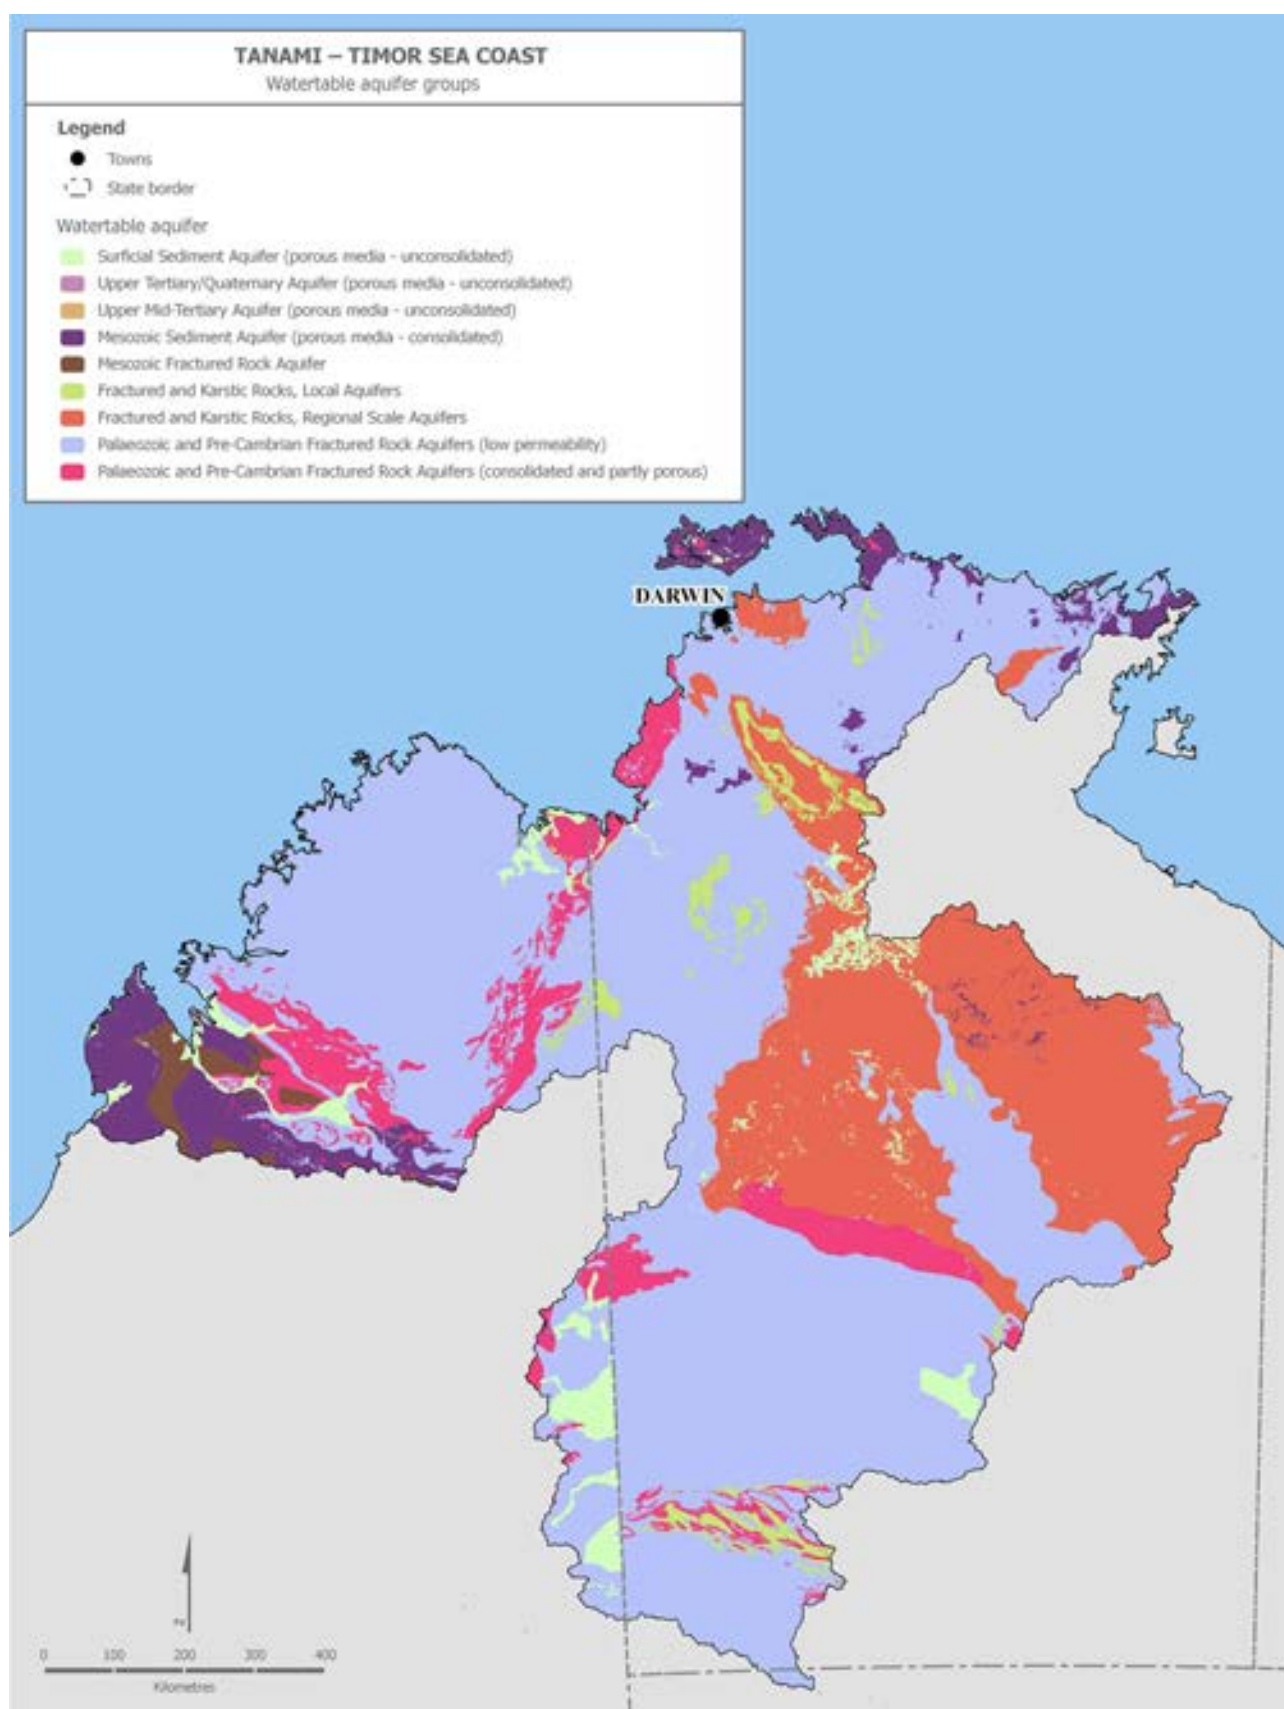 TANAMI – TIMOR SEA COAST
Watertable aquifer groups
Legend
Towns
State border
Watertable aquifer
Surficial Sediment Aquifer (porous media - unconsolidated)
Upper Tertiary/Quaternary Aquifer (porous media - unconsolidated)
Upper Mid-Tertiary Aquifer (porous media - unconsolidated)
Mesozoic Sediment Aquifer (porous media - consolidated)
Mesozoic Fractured Rock Aquifer
Fractured and Karstic Rocks, Local Aquifers
Fractured and Karstic Rocks, Regional Scale Aquifers
Palaeozoic and Pre-Cambrian Fractured Rock Aquifers (low permeability)
Palaeozoic and Pre-Cambrian Fractured Rock Aquifers (consolidated and partly porous)
DARWIN
N
0 100 200 300 400
Kilometres